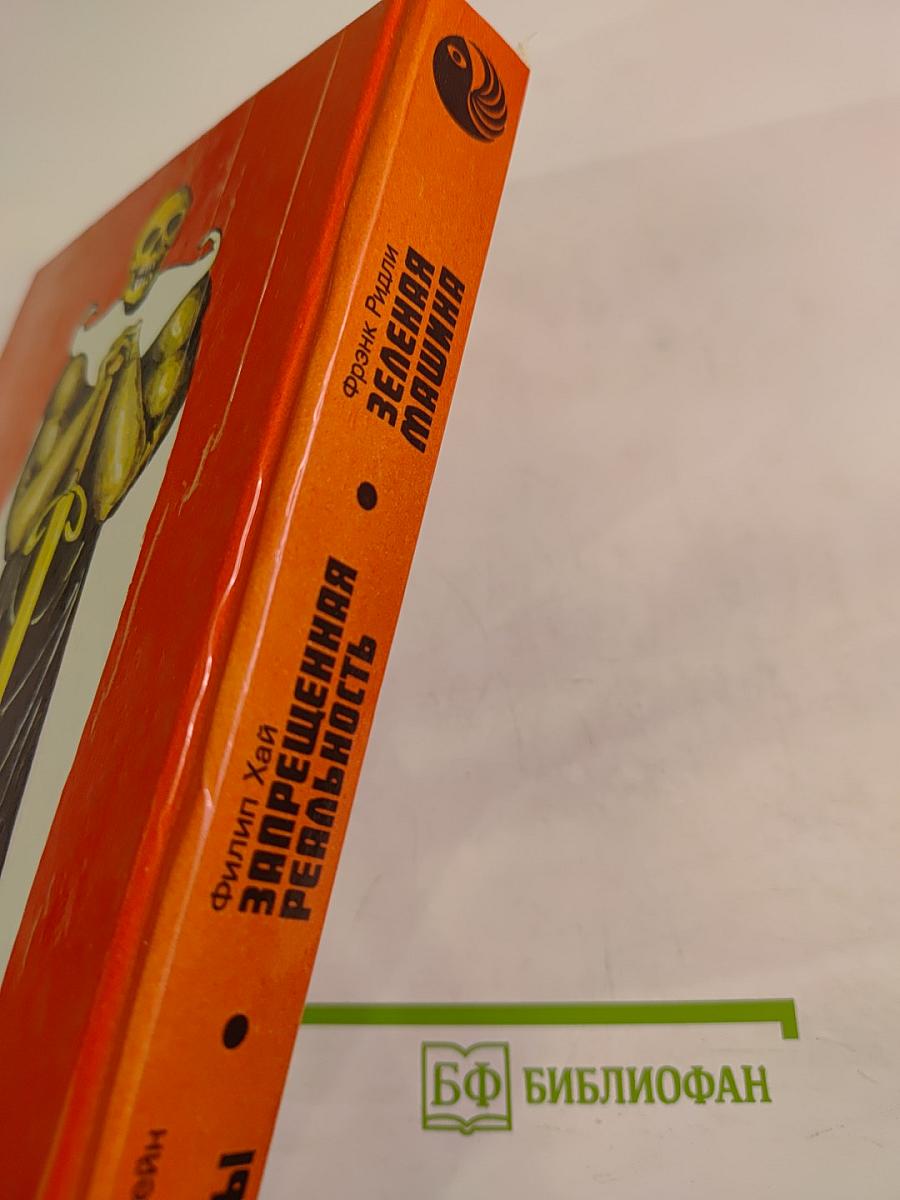 Фрэнк Ридли
ЗЕЛЕНАЯ
МАШИНА
Филип Хай
ЗАПРЕЩЕННАЯ
РЕАЛЬНОСТЬ
БФ БИБЛИОФАН